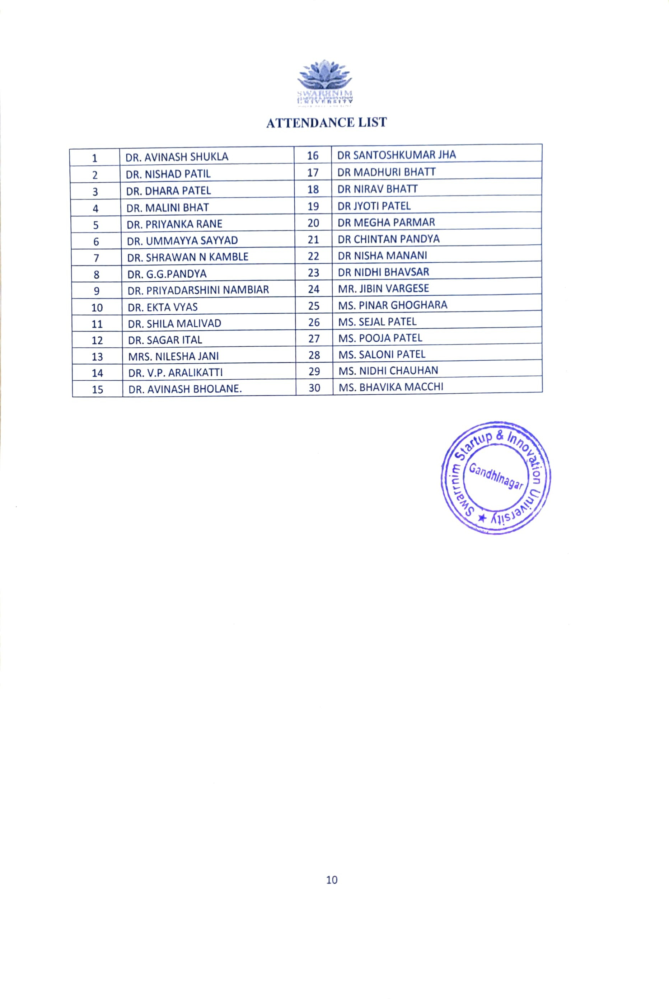 SWARRNIM
UNIVERSITY
ATTENDANCE LIST
1 DR. AVINASH SHUKLA 16 DR SANTOSHKUMAR JHA
2 DR. NISHAD PATIL 17 DR MADHURI BHATT
3 DR. DHARA PATEL 18 DR NIRAV BHATT
4 DR. MALINI BHAT 19 DR JYOTI PATEL
5 DR. PRIYANKA RANE 20 DR MEGHA PARMAR
6 DR. UMMAYYA SAYYAD 21 DR CHINTAN PANDYA
7 DR. SHRAWAN N KAMBLE 22 DR NISHA MANANI
8 DR. G.G.PANDYA 23 DR NIDHI BHAVSAR
9 DR. PRIYADARSHINI NAMBIAR 24 MR. JIBIN VARGESE
10 DR. EKTA VYAS 25 MS. PINAR GHOGHARA
11 DR. SHILA MALIVAD 26 MS. SEJAL PATEL
12 DR. SAGAR ITAL 27 MS. POOJA PATEL
13 MRS. NILESHA JANI 28 MS. SALONI PATEL
14 DR. V.P. ARALIKATTI 29 MS. NIDHI CHAUHAN
15 DR. AVINASH BHOLANE. 30 MS. BHAVIKA MACCHI
Swarrnim Startup & Innovation University ★
Gandhinagar
10